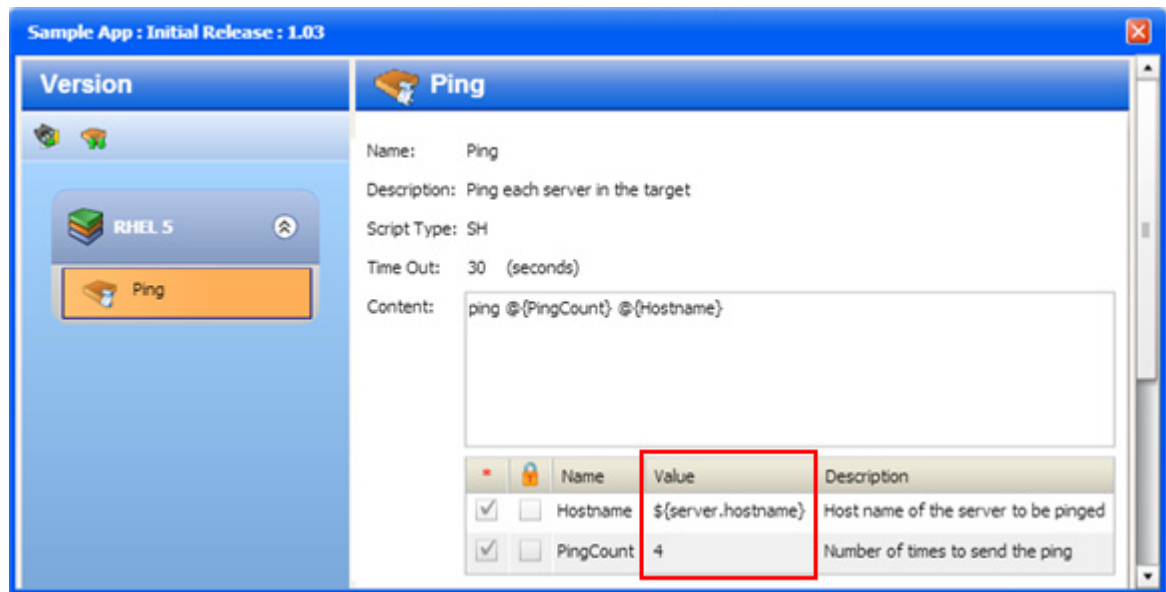 Sample App : Initial Release : 1.03
Version
Ping
RHEL 5
Ping
Name: Ping
Description: Ping each server in the target
Script Type: SH
Time Out: 30 (seconds)
Content: ping @{PingCount} @{Hostname}
* Name Value Description
Hostname ${server.hostname} Host name of the server to be pinged
PingCount 4 Number of times to send the ping